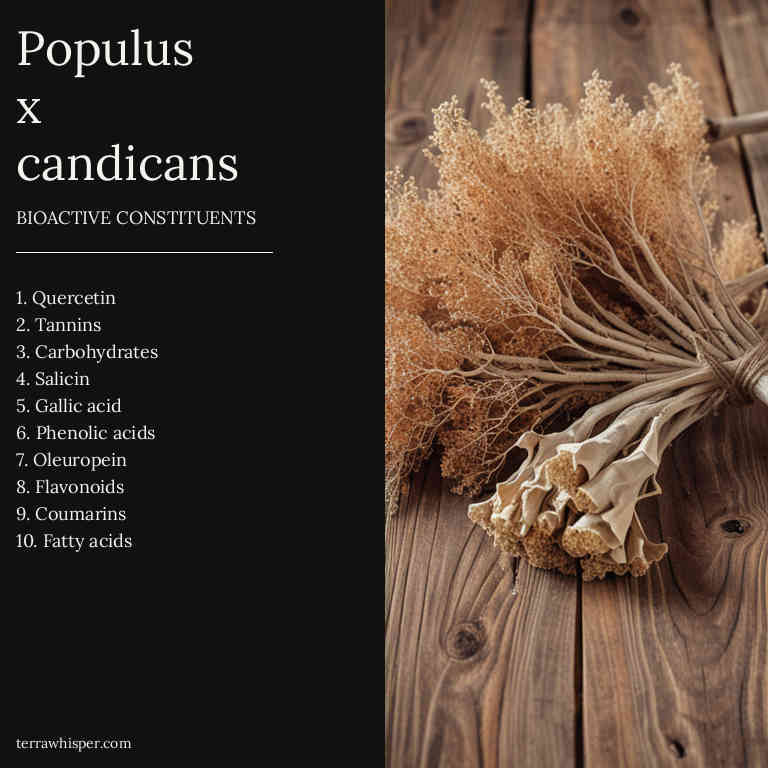 Populus
x
candicans
BIOACTIVE CONSTITUENTS
1. Quercetin
2. Tannins
3. Carbohydrates
4. Salicin
5. Gallic acid
6. Phenolic acids
7. Oleuropein
8. Flavonoids
9. Coumarins
10. Fatty acids
terrawhisper.com